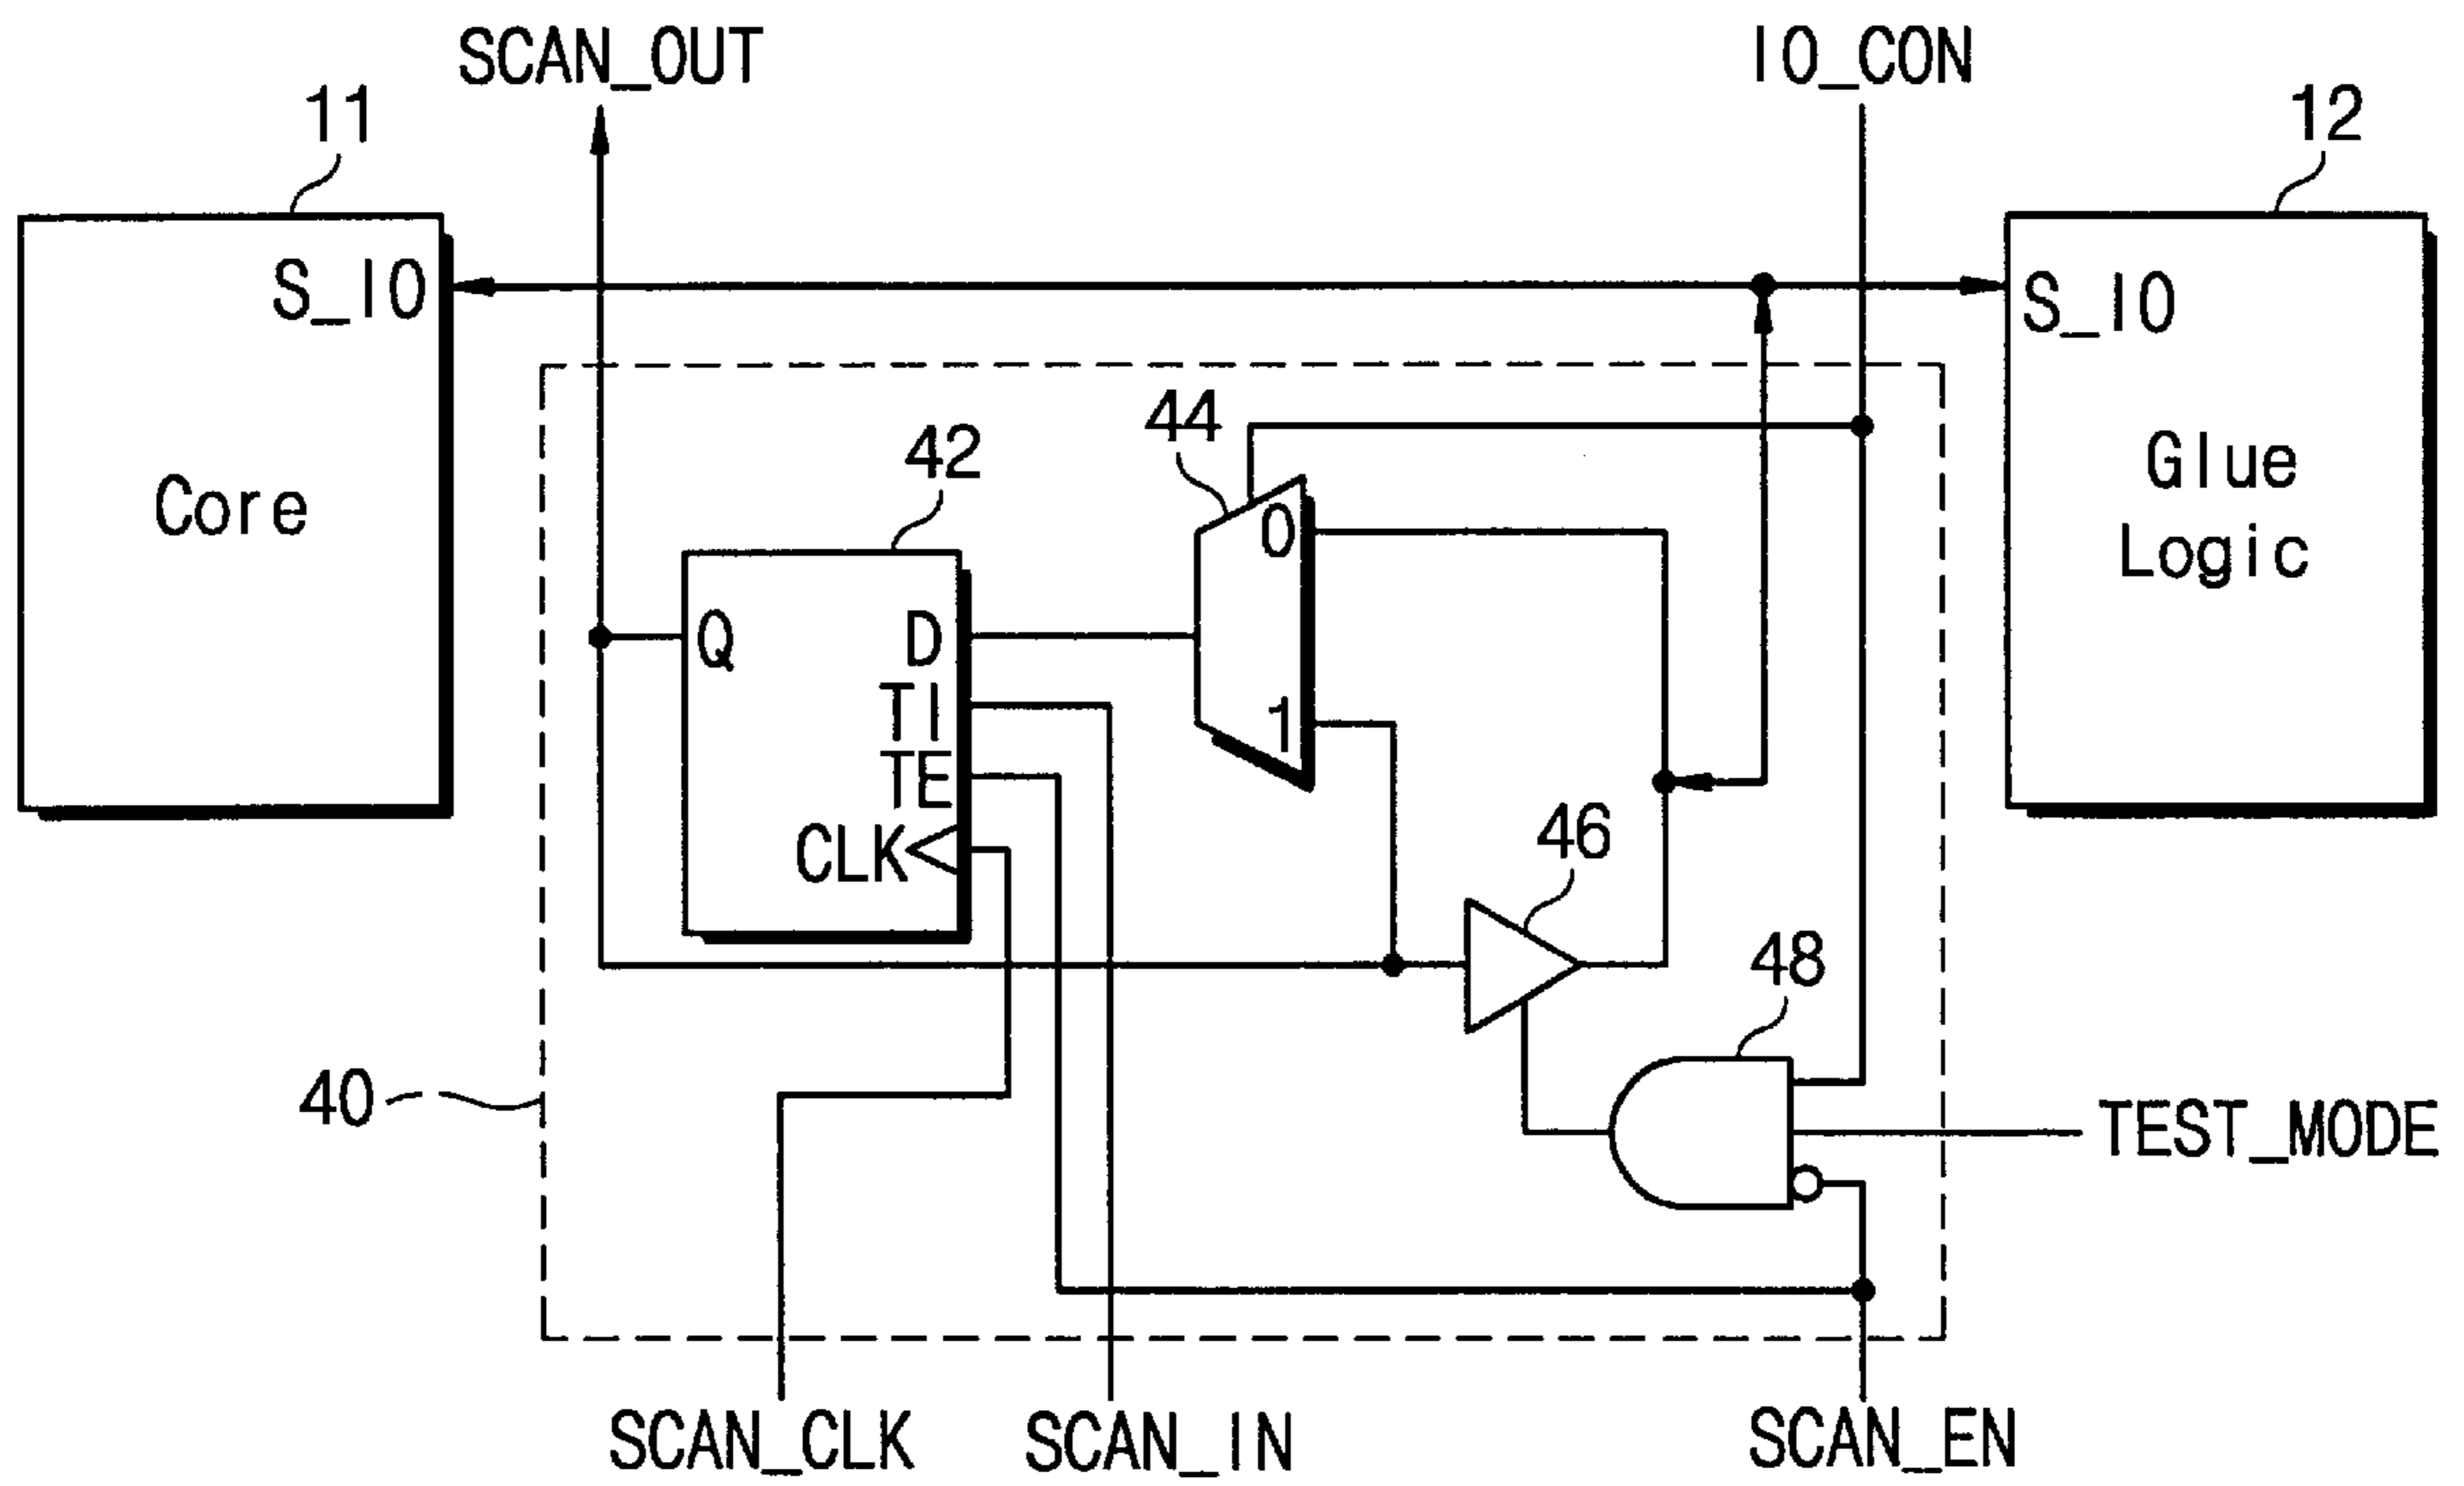 SCAN_OUT
IO_CON
11
12
S_IO
S_IO
Core
Glue
Logic
44
42
0
Q
D
TI
1
TE
CLK
46
48
40
TEST_MODE
SCAN_CLK
SCAN_IN
SCAN_EN